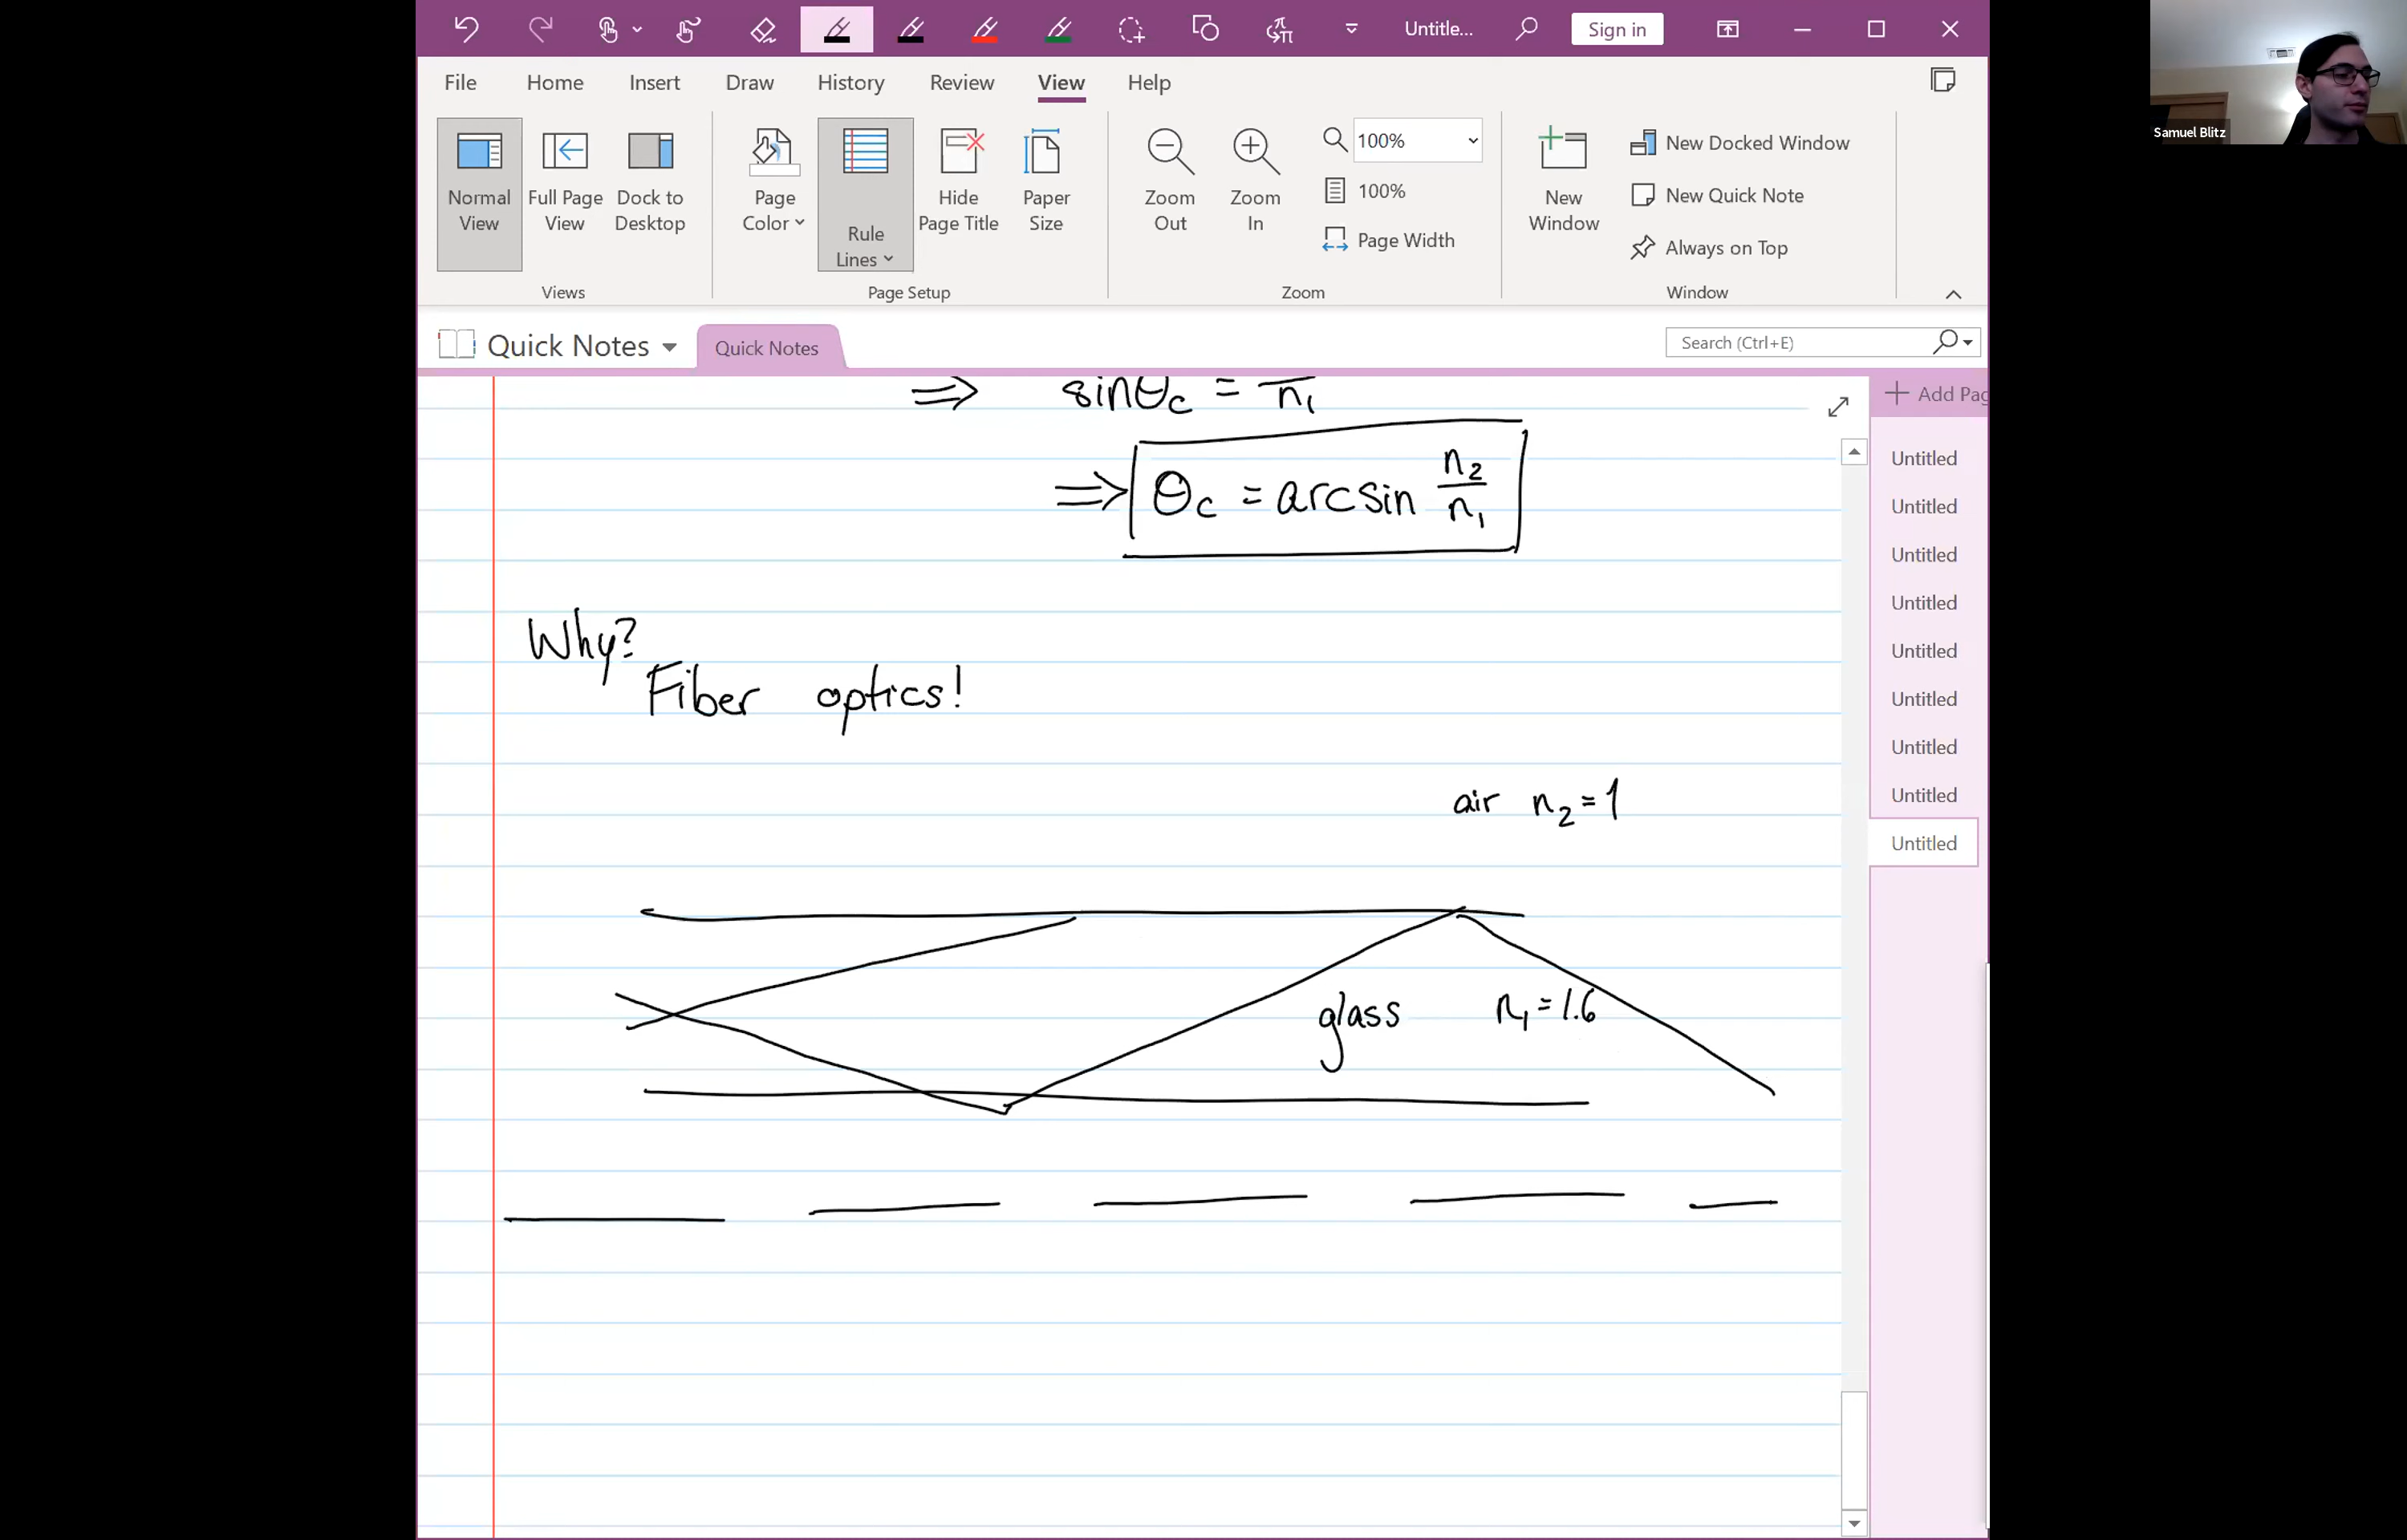 Untitle...
Sign in
File Home Insert Draw History Review View Help
Normal View
Full Page View
Dock to Desktop
Views
Page Color
Rule Lines
Hide Page Title
Paper Size
Page Setup
Zoom Out
Zoom In
100%
100%
Page Width
Zoom
New Window
New Docked Window
New Quick Note
Always on Top
Window
Quick Notes
Quick Notes
Search (Ctrl+E)
Samuel Blitz
Add Pag
Untitled
Untitled
Untitled
Untitled
Untitled
Untitled
Untitled
Untitled
Untitled
⇒ sinθc = / n₁
⇒ θc = arcsin n₂/n₁
Why?
Fiber optics!
air n₂=1
glass n₁=1.6